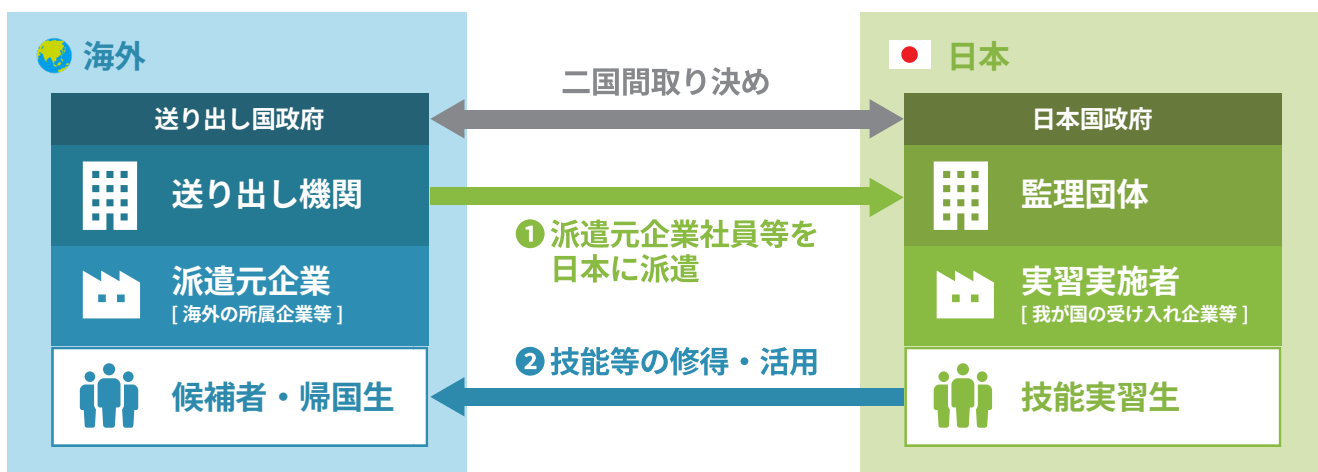 海外
送り出し国政府
送り出し機関
派遣元企業
[ 海外の所属企業等 ]
候補者・帰国生
二国間取り決め
❶派遣元企業社員等を
日本に派遣
❷技能等の修得・活用
日本
日本国政府
監理団体
実習実施者
[ 我が国の受け入れ企業等 ]
技能実習生